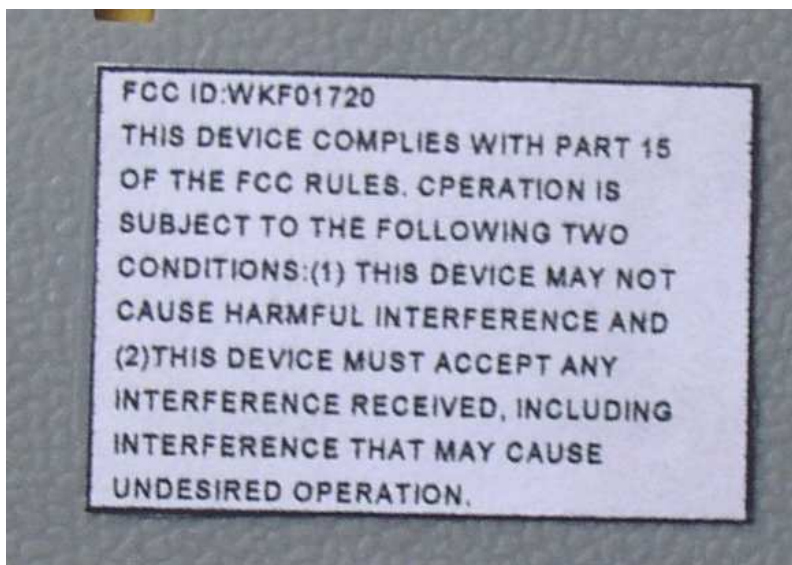 FCC ID:WKF01720
THIS DEVICE COMPLIES WITH PART 15
OF THE FCC RULES. CPERATION IS
SUBJECT TO THE FOLLOWING TWO
CONDITIONS:(1) THIS DEVICE MAY NOT
CAUSE HARMFUL INTERFERENCE AND
(2)THIS DEVICE MUST ACCEPT ANY
INTERFERENCE RECEIVED, INCLUDING
INTERFERENCE THAT MAY CAUSE
UNDESIRED OPERATION.